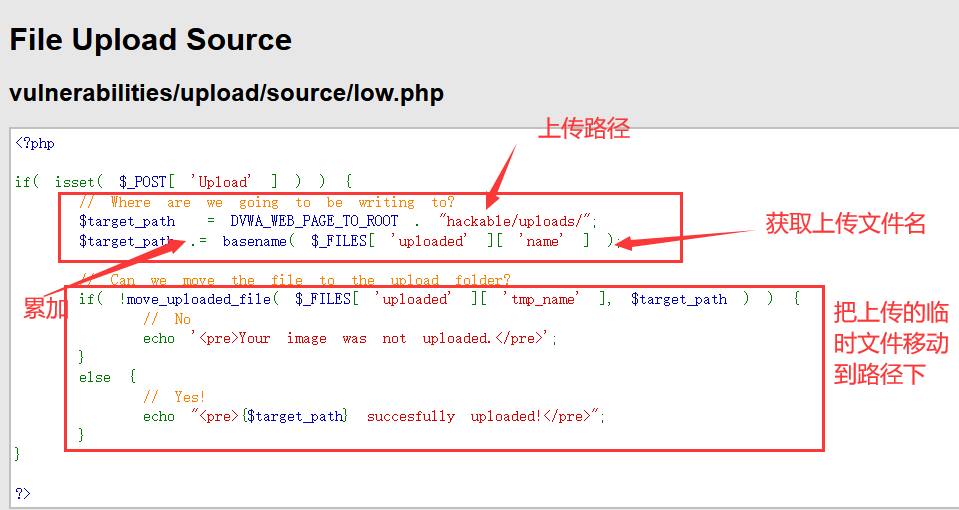 File Upload Source
vulnerabilities/upload/source/low.php
上传路径
<?php
if( isset( $_POST[ 'Upload' ] ) ) {
// Where are we going to be writing to?
$target_path = DVWA_WEB_PAGE_TO_ROOT . "hackable/uploads/";
$target_path .= basename( $_FILES[ 'uploaded' ][ 'name' ] );
获取上传文件名
// Can we move the file to the upload folder?
累加
if( !move_uploaded_file( $_FILES[ 'uploaded' ][ 'tmp_name' ], $target_path ) ) {
// No
echo '<pre>Your image was not uploaded.</pre>';
}
else {
// Yes!
echo "<pre>{$target_path} succesfully uploaded!</pre>";
}
}
?>
把上传的临
时文件移动
到路径下